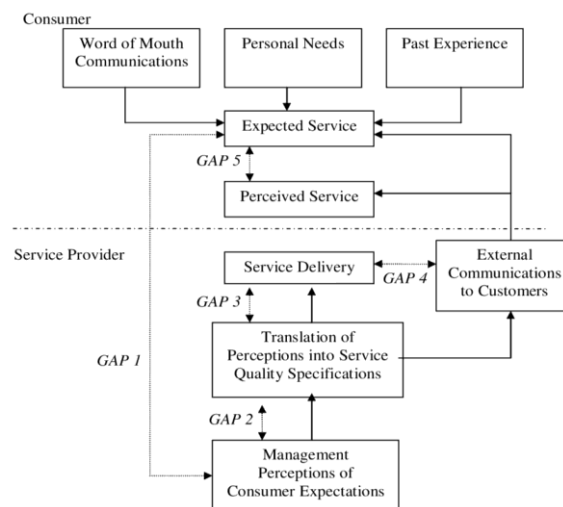 Consumer
Word of Mouth
Communications
Personal Needs
Past Experience
Expected Service
GAP 5
Perceived Service
Service Provider
Service Delivery
GAP 4
External
Communications
to Customers
GAP 3
Translation of
Perceptions into Service
Quality Specifications
GAP 1
GAP 2
Management
Perceptions of
Consumer Expectations